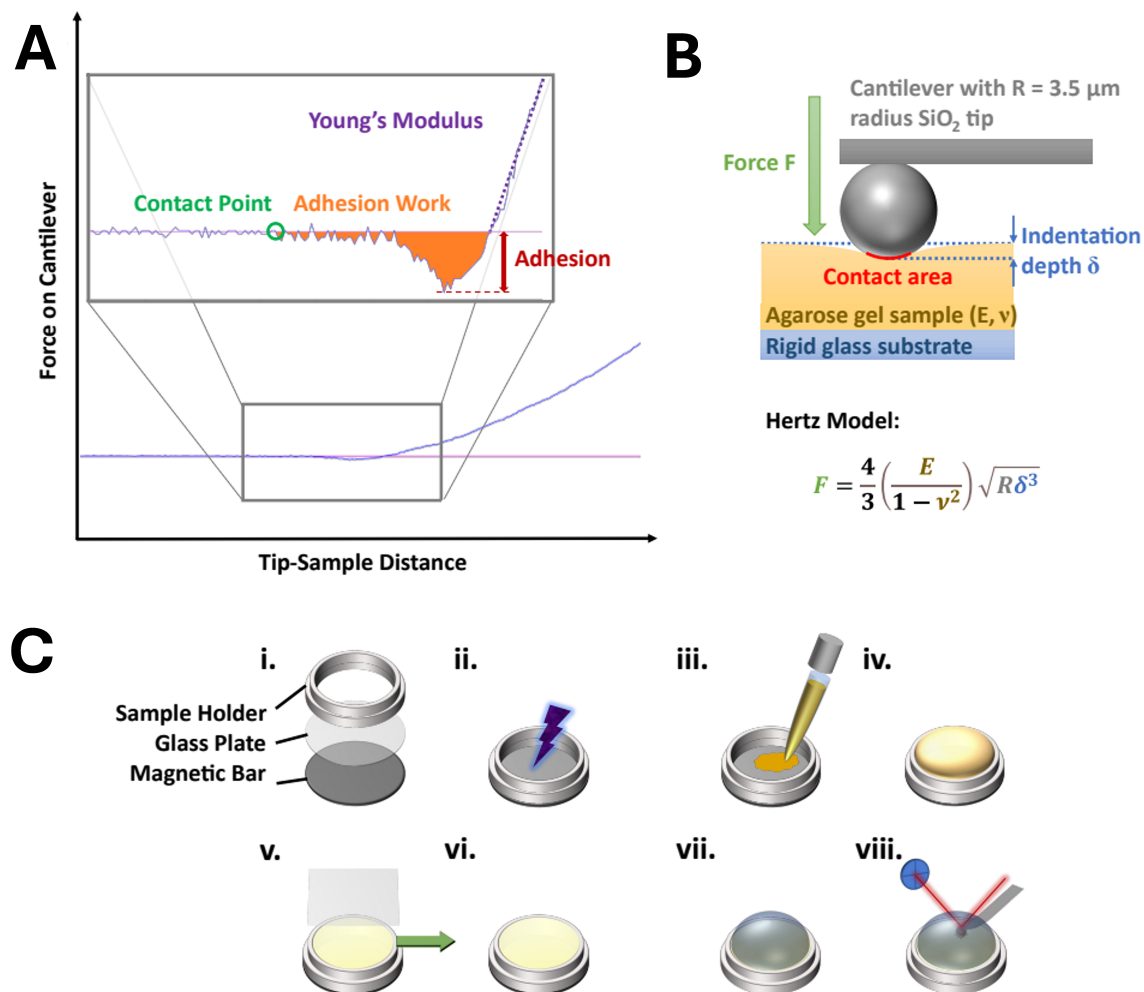 A
Young's Modulus
Contact Point
Adhesion Work
Adhesion
Force on Cantilever
Tip-Sample Distance
B
Cantilever with R = 3.5 µm
radius SiO₂ tip
Force F
Indentation
depth δ
Contact area
Agarose gel sample (E, ν)
Rigid glass substrate
Hertz Model:
F = 4/3 (E/(1 − ν²)) √(Rδ³)
C
i.
ii.
iii.
iv.
Sample Holder
Glass Plate
Magnetic Bar
v.
vi.
vii.
viii.